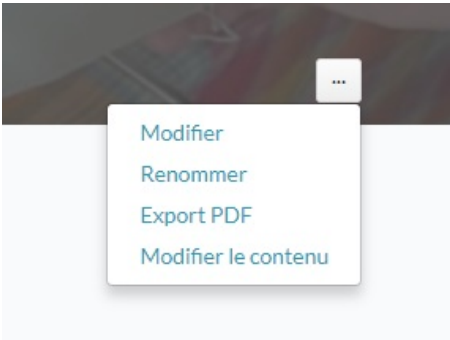 ...
Modifier
Renommer
Export PDF
Modifier le contenu